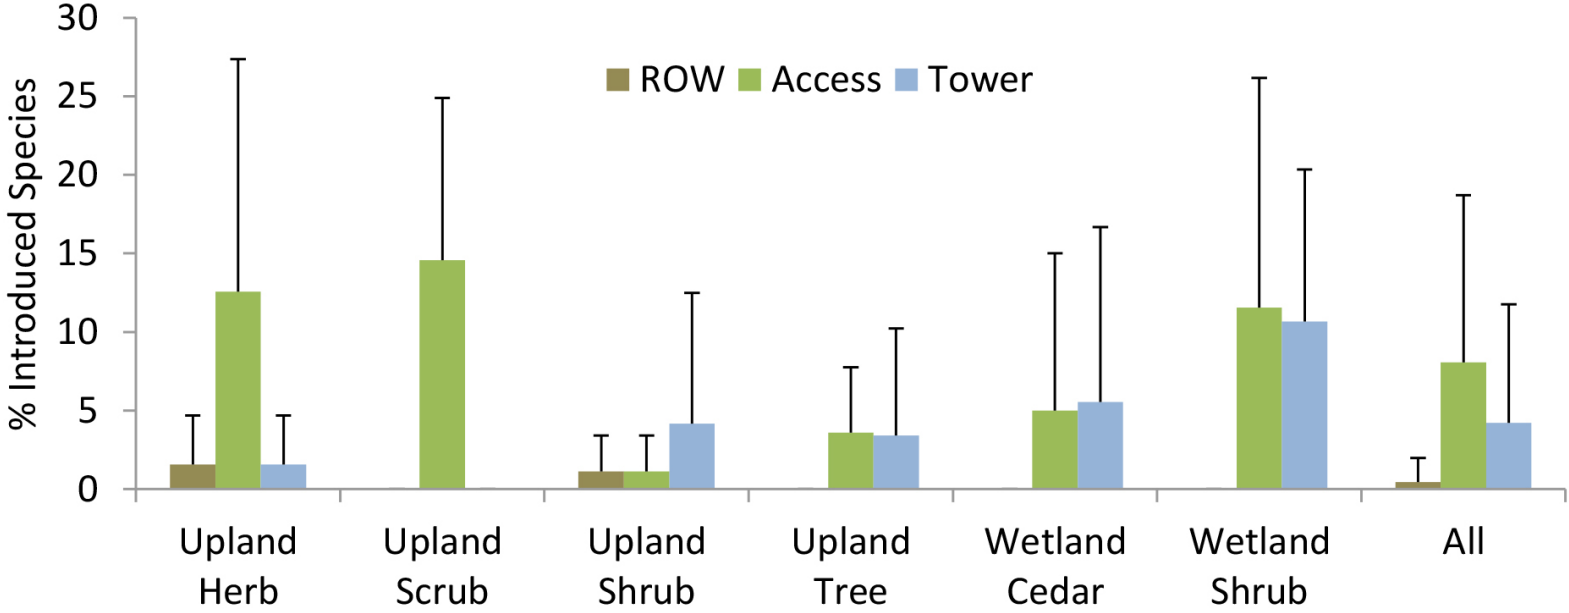 % Introduced Species
30
25
20
15
10
5
0
ROW Access Tower
Upland Herb
Upland Scrub
Upland Shrub
Upland Tree
Wetland Cedar
Wetland Shrub
All